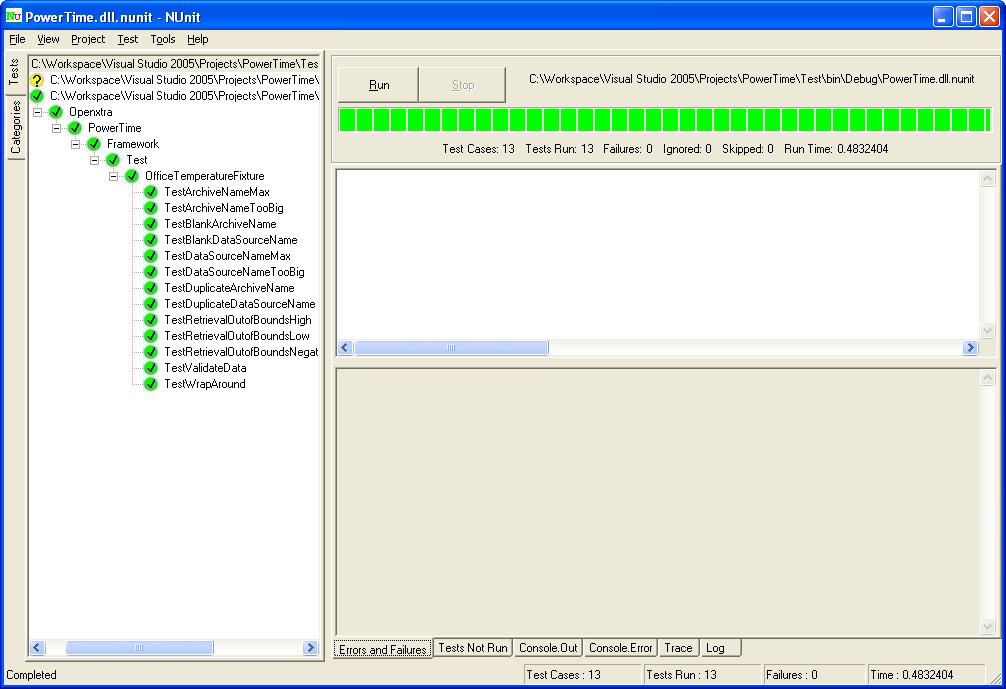 NU PowerTime.dll.nunit - NUnit
File View Project Test Tools Help
Tests
Categories
C:\Workspace\Visual Studio 2005\Projects\PowerTime\Tes
C:\Workspace\Visual Studio 2005\Projects\PowerTime\
C:\Workspace\Visual Studio 2005\Projects\PowerTime\
Openxtra
PowerTime
Framework
Test
OfficeTemperatureFixture
TestArchiveNameMax
TestArchiveNameTooBig
TestBlankArchiveName
TestBlankDataSourceName
TestDataSourceNameMax
TestDataSourceNameTooBig
TestDuplicateArchiveName
TestDuplicateDataSourceName
TestRetrievalOutofBoundsHigh
TestRetrievalOutofBoundsLow
TestRetrievalOutofBoundsNegat
TestValidateData
TestWrapAround
Run Stop C:\Workspace\Visual Studio 2005\Projects\PowerTime\Test\bin\Debug\PowerTime.dll.nunit
Test Cases: 13 Tests Run: 13 Failures: 0 Ignored: 0 Skipped: 0 Run Time: 0.4832404
Errors and Failures Tests Not Run Console.Out Console.Error Trace Log
Completed Test Cases : 13 Tests Run : 13 Failures : 0 Time : 0.4832404